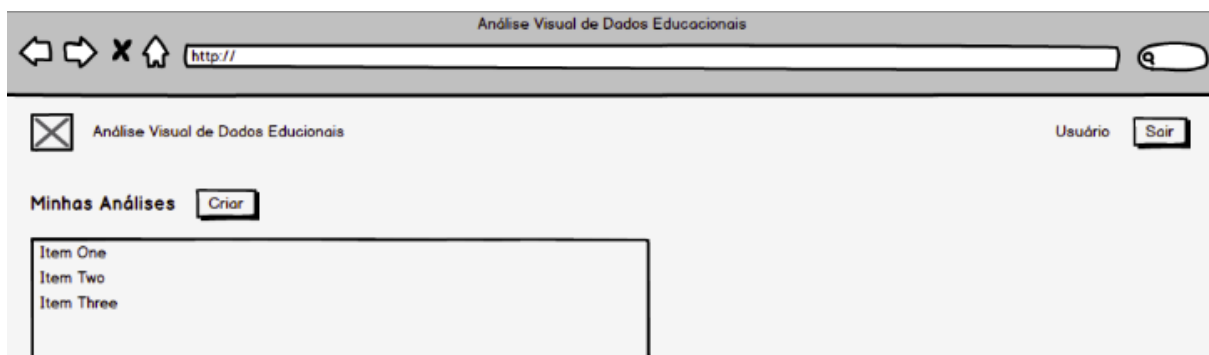 Análise Visual de Dados Educacionais
http://
Análise Visual de Dados Educionais
Usuário
Sair
Minhas Análises
Criar
Item One
Item Two
Item Three